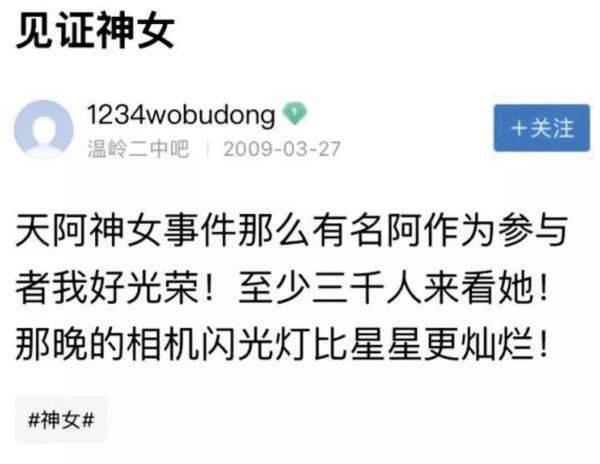 见证神女
1234wobudong 1
温岭二中吧 | 2009-03-27
+关注
天阿神女事件那么有名阿作为参与
者我好光荣！至少三千人来看她！
那晚的相机闪光灯比星星更灿烂！
#神女#